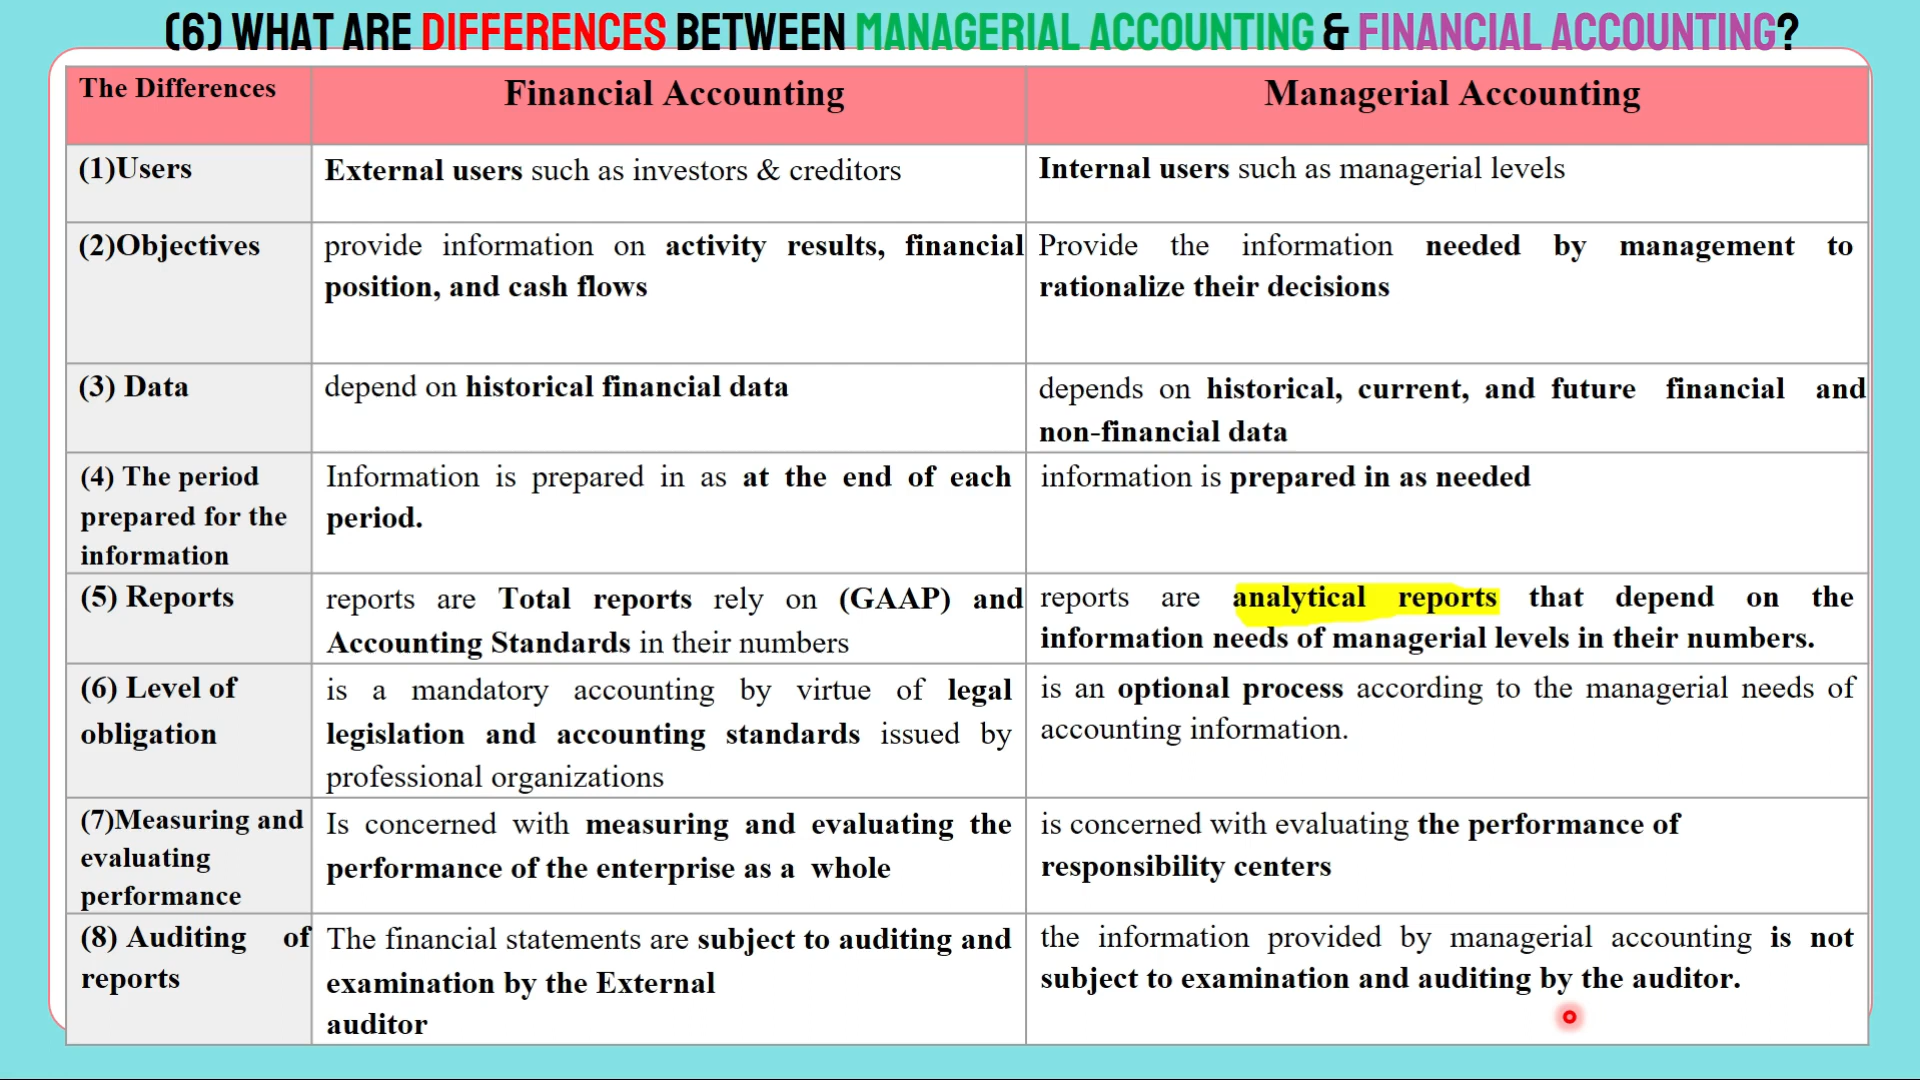 (6) WHAT ARE DIFFERENCES BETWEEN MANAGERIAL ACCOUNTING & FINANCIAL ACCOUNTING?
The Differences
Financial Accounting
Managerial Accounting
(1)Users
External users such as investors & creditors
Internal users such as managerial levels
(2)Objectives
provide information on activity results, financial
position, and cash flows
Provide the information needed by management to
rationalize their decisions
(3) Data
depend on historical financial data
depends on historical, current, and future financial and
non-financial data
(4) The period
prepared for the
information
Information is prepared in as at the end of each
period.
information is prepared in as needed
(5) Reports
reports are Total reports rely on (GAAP) and
Accounting Standards in their numbers
reports are analytical reports that depend on the
information needs of managerial levels in their numbers.
(6) Level of
obligation
is a mandatory accounting by virtue of legal
legislation and accounting standards issued by
professional organizations
is an optional process according to the managerial needs of
accounting information.
(7)Measuring and
evaluating
performance
Is concerned with measuring and evaluating the
performance of the enterprise as a whole
is concerned with evaluating the performance of
responsibility centers
(8) Auditing of
reports
The financial statements are subject to auditing and
examination by the External
auditor
the information provided by managerial accounting is not
subject to examination and auditing by the auditor.